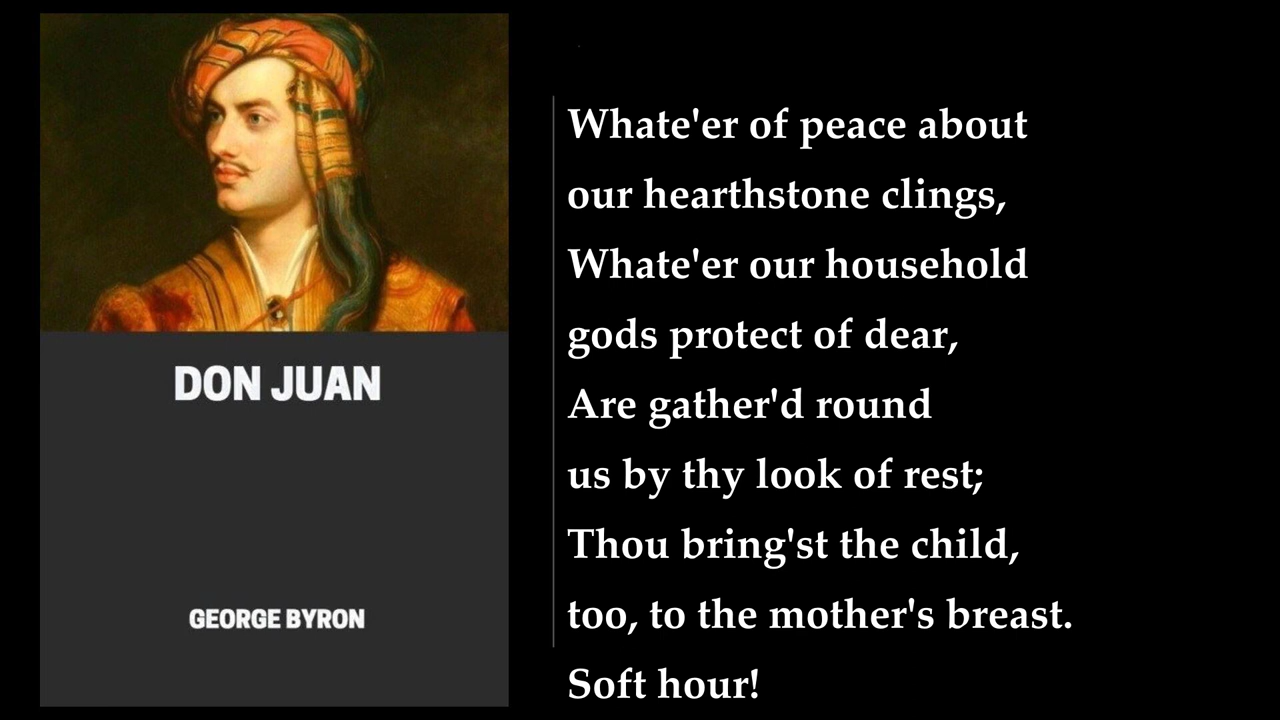 DON JUAN
GEORGE BYRON
Whate'er of peace about
our hearthstone clings,
Whate'er our household
gods protect of dear,
Are gather'd round
us by thy look of rest;
Thou bring'st the child,
too, to the mother's breast.
Soft hour!